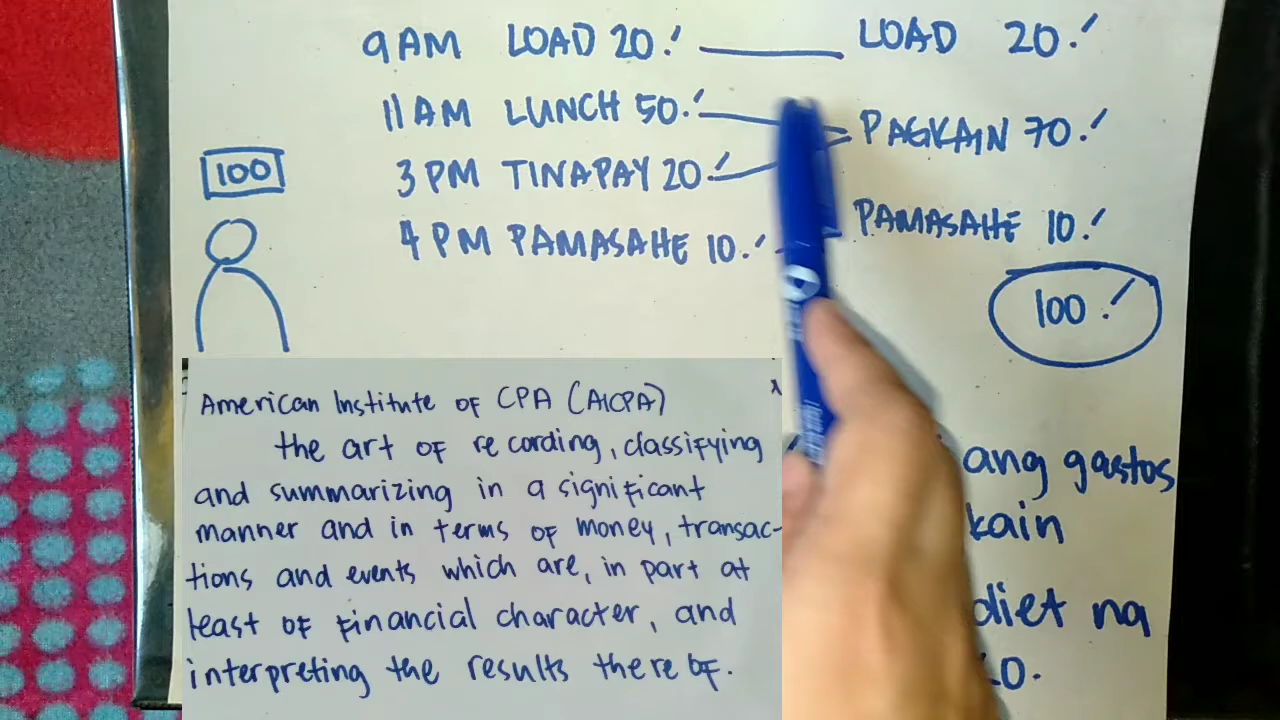 9AM LOAD 20.- LOAD 20.-
11AM LUNCH 50.- PAGKAIN 70.-
3PM TINAPAY 20.-
4PM PAMASAHE 10.- PAMASAHE 10.-
100
100.-
American Institute of CPA (AICPA)
the art of recording, classifying
and summarizing in a significant
manner and in terms of money, transac-
tions and events which are, in part at
least of financial character, and
interpreting the results there of.
ang gastos
kain
diet na